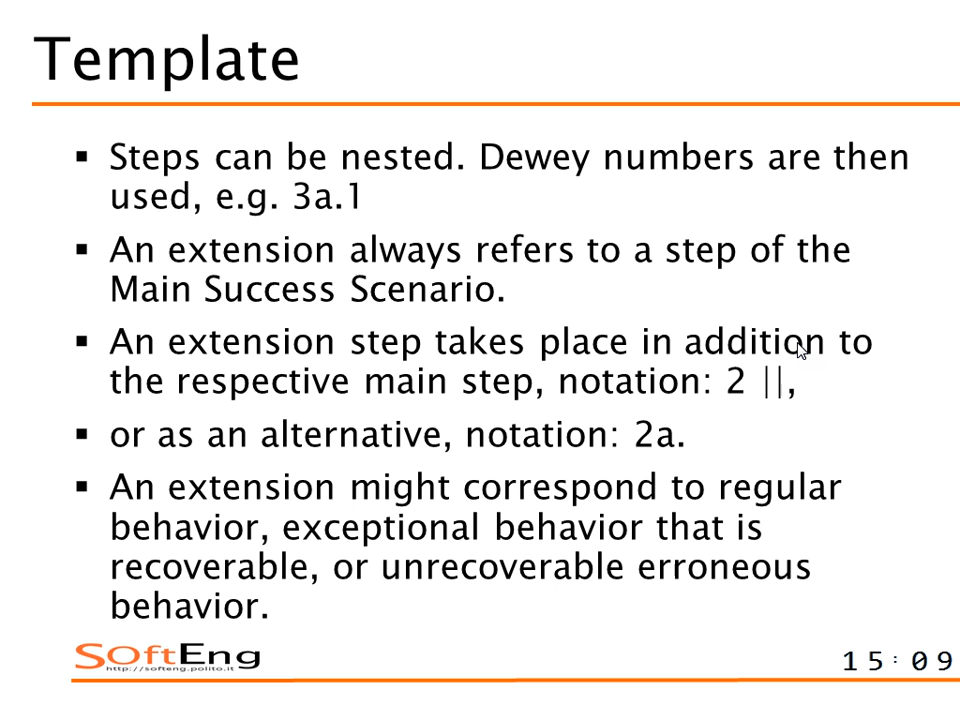 Template
▪ Steps can be nested. Dewey numbers are then
used, e.g. 3a.1
▪ An extension always refers to a step of the
Main Success Scenario.
▪ An extension step takes place in addition to
the respective main step, notation: 2 ||,
▪ or as an alternative, notation: 2a.
▪ An extension might correspond to regular
behavior, exceptional behavior that is
recoverable, or unrecoverable erroneous
behavior.
SOftEng
http://softeng.polito.it
15:09